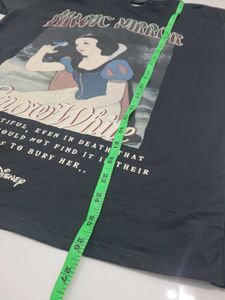 MAGIC MIRROR
Snow White
TIFUL, EVEN IN DEATH, THAT
OULD NOT FIND IT IN THEIR
S TO BURY HER..
Disney